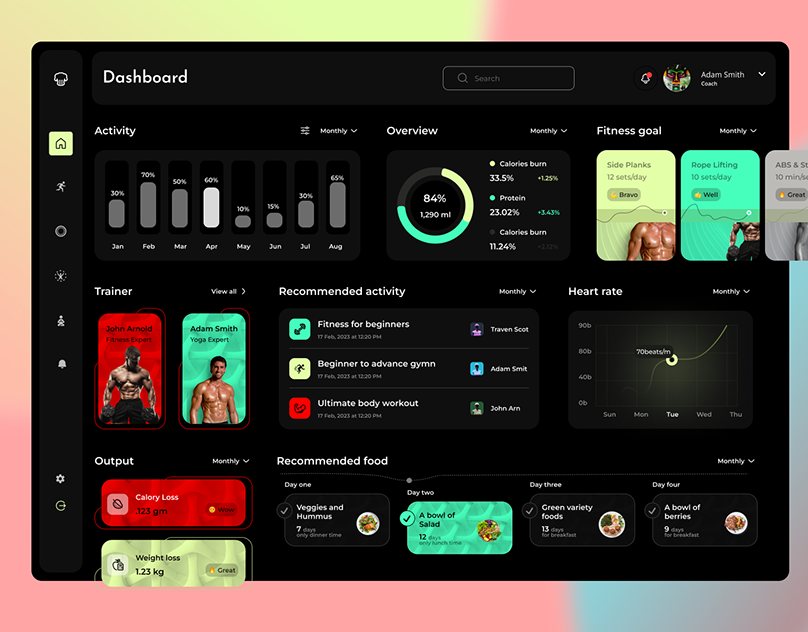 Dashboard
Search
Adam Smith
Coach
Activity
Monthly
30%
70%
50%
60%
10%
15%
30%
65%
Jan
Feb
Mar
Apr
May
Jun
Jul
Aug
Overview
Monthly
84%
1,290 ml
Calories burn
33.5%
+1.25%
Protein
23.02%
+3.43%
Calories burn
11.24%
Fitness goal
Monthly
Side Planks
12 sets/day
Bravo
Rope Lifting
10 sets/day
Well
ABS & St
10 min/se
Great
Trainer
View all
John Arnold
Fitness Expert
Adam Smith
Yoga Expert
Recommended activity
Monthly
Fitness for beginners
17 Feb, 2023 at 12:20 PM
Traven Scot
Beginner to advance gymn
17 Feb, 2023 at 12:20 PM
Adam Smit
Ultimate body workout
17 Feb, 2023 at 12:20 PM
John Arn
Heart rate
Monthly
90b
80b
40b
0b
70beats/m
Sun
Mon
Tue
Wed
Thu
Output
Monthly
Calory Loss
.123 gm
Weight loss
1.23 kg
Great
Recommended food
Monthly
Day one
Veggies and
Hummus
7 days
only dinner time
Day two
A bowl of
Salad
12 days
only lunch time
Day three
Green variety
foods
13 days
for breakfast
Day four
A bowl of
berries
9 days
for breakfast